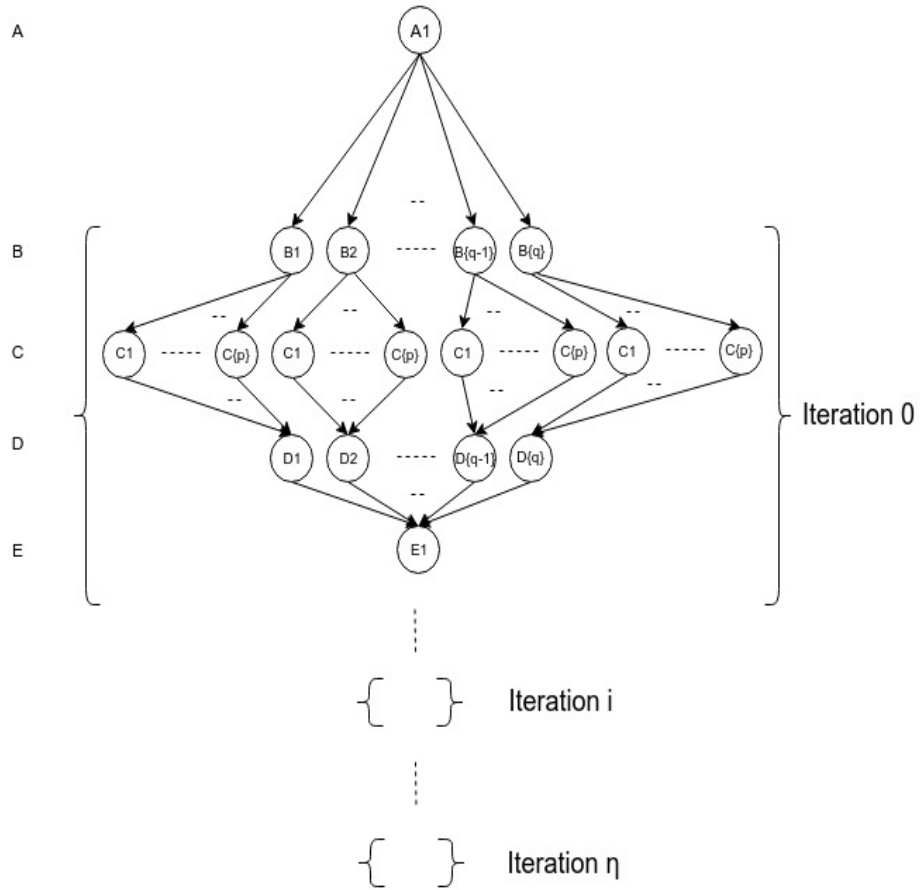 A A1
--
B B1 B2 ----- B{q-1} B{q}
-- -- -- --
C C1 ----- C{p} C1 ----- C{p} C1 ----- C{p} C1 ----- C{p}
Iteration 0
-- -- -- --
D D1 D2 ----- D{q-1} D{q}
--
E E1
{ } Iteration i
{ } Iteration η